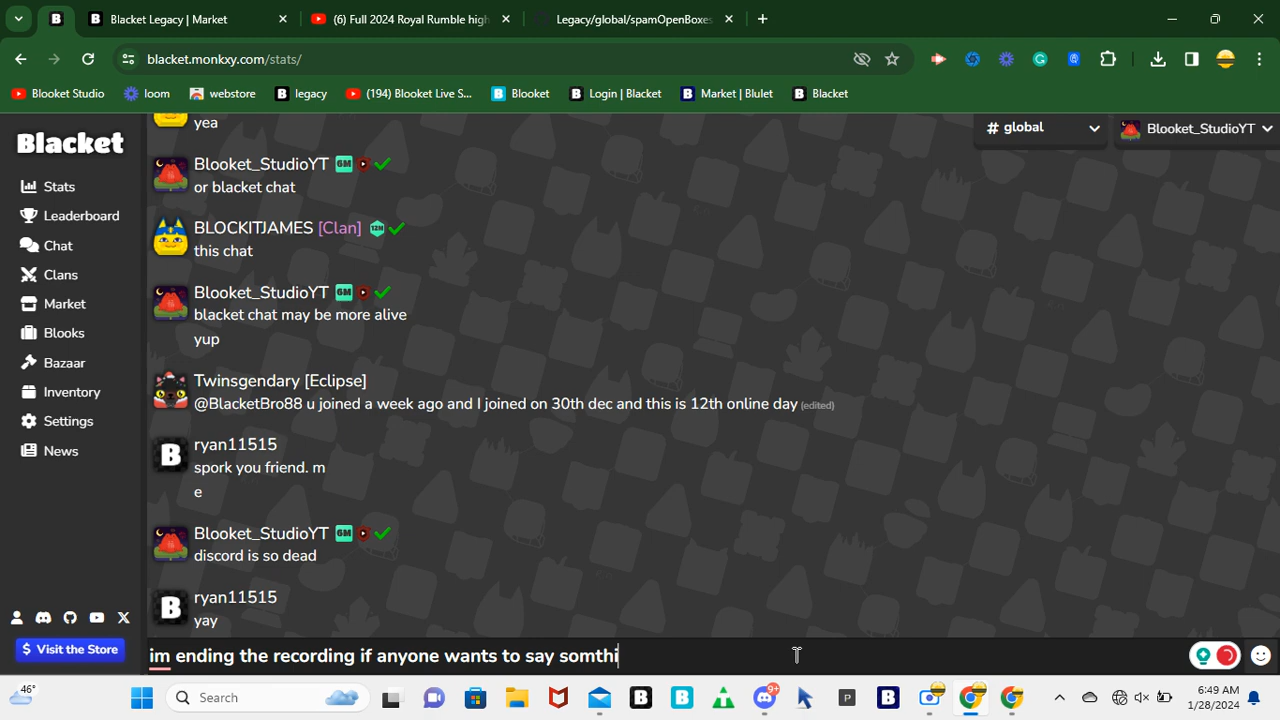 Blacket Legacy | Market
(6) Full 2024 Royal Rumble high
Legacy/global/spamOpenBoxes
blacket.monkxy.com/stats/
Blooket Studio
loom
webstore
legacy
(194) Blooket Live S...
Blooket
Login | Blacket
Market | Blulet
Blacket
Blacket
Stats
Leaderboard
Chat
Clans
Market
Blooks
Bazaar
Inventory
Settings
News
$ Visit the Store
# global
Blooket_StudioYT
yea
Blooket_StudioYT GM
or blacket chat
BLOCKITJAMES [Clan] 12H
this chat
Blooket_StudioYT GM
blacket chat may be more alive
yup
Twinsgendary [Eclipse]
@BlacketBro88 u joined a week ago and I joined on 30th dec and this is 12th online day (edited)
ryan11515
spork you friend. m
e
Blooket_StudioYT GM
discord is so dead
ryan11515
yay
im ending the recording if anyone wants to say somthi
46°
Search
9+
6:49 AM
1/28/2024